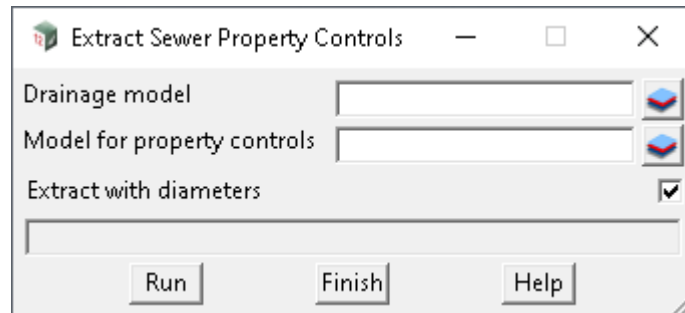 Extract Sewer Property Controls
Drainage model
Model for property controls
Extract with diameters
Run Finish Help